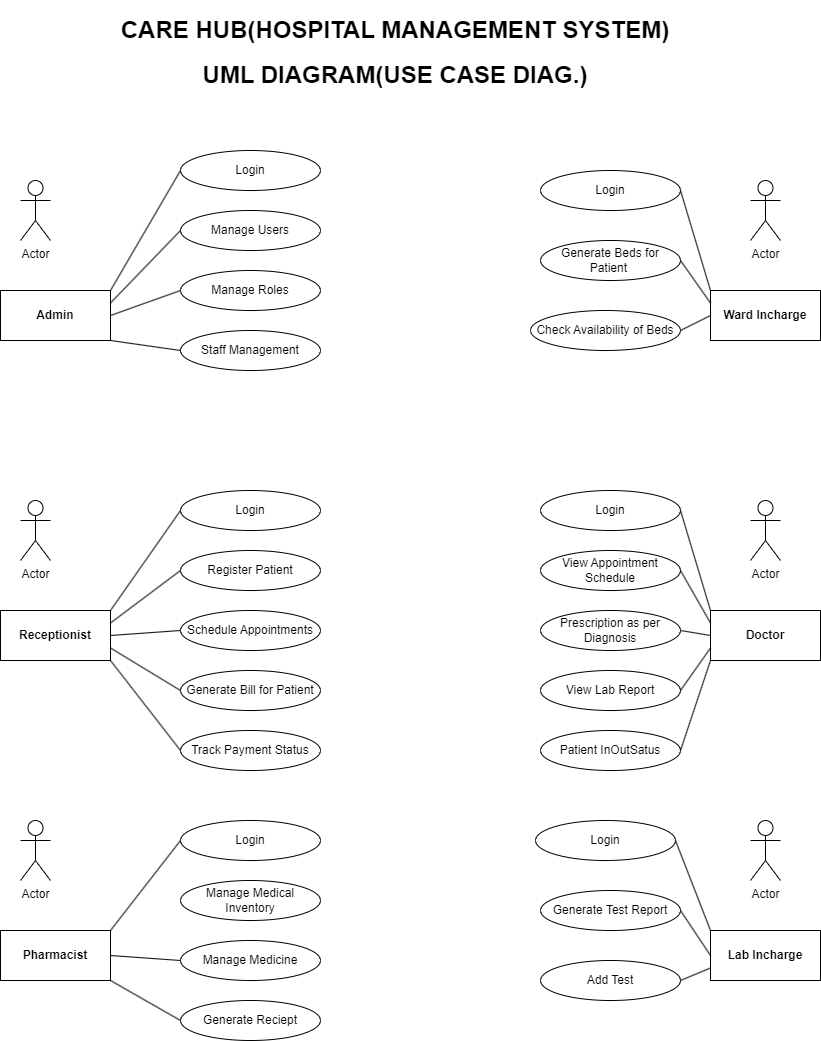 CARE HUB(HOSPITAL MANAGEMENT SYSTEM)
UML DIAGRAM(USE CASE DIAG.)
Actor
Admin
Login
Manage Users
Manage Roles
Staff Management
Login
Generate Beds for
Patient
Check Availability of Beds
Actor
Ward Incharge
Actor
Receptionist
Login
Register Patient
Schedule Appointments
Generate Bill for Patient
Track Payment Status
Login
View Appointment
Schedule
Prescription as per
Diagnosis
View Lab Report
Patient InOutSatus
Actor
Doctor
Actor
Pharmacist
Login
Manage Medical
Inventory
Manage Medicine
Generate Reciept
Login
Generate Test Report
Add Test
Actor
Lab Incharge